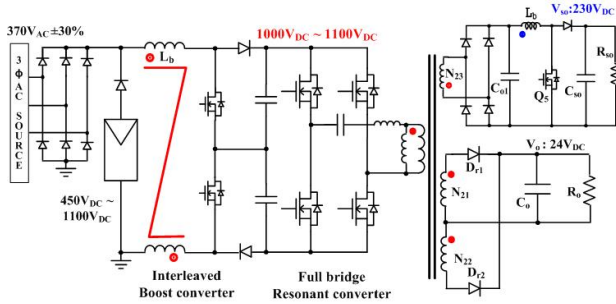 370VAC ±30%
3 ϕ AC SOURCE
Lb
1000VDC ~ 1100VDC
450VDC ~
1100VDC
Interleaved
Boost converter
Full bridge
Resonant converter
Vso:230VDC
Lb
N23
Co1
Q5
Cso
Rso
Vo : 24VDC
Dr1
N21
Co
Ro
N22
Dr2